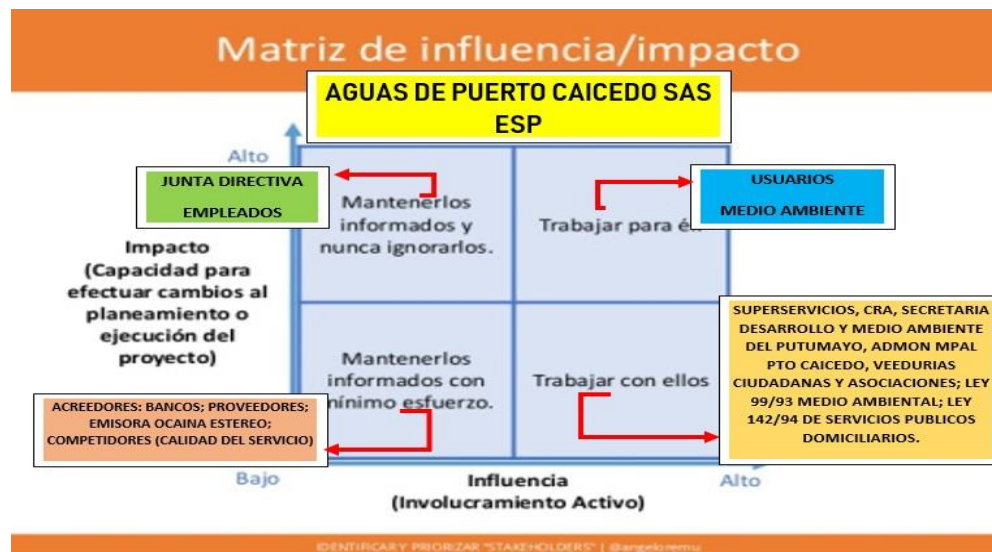 Matriz de influencia/impacto
AGUAS DE PUERTO CAICEDO SAS
ESP
Alto
JUNTA DIRECTIVA
EMPLEADOS
Mantenerlos
informados y
nunca ignorarlos.
Trabajar para él
USUARIOS
MEDIO AMBIENTE
Impacto
(Capacidad para
efectuar cambios al
planeamiento o
ejecución del
proyecto)
Mantenerlos
informados con
mínimo esfuerzo.
Trabajar con ellos
SUPERSERVICIOS, CRA, SECRETARIA
DESARROLLO Y MEDIO AMBIENTE
DEL PUTUMAYO, ADMON MPAL
PTO CAICEDO, VEEDURIAS
CIUDADANAS Y ASOCIACIONES; LEY
99/93 MEDIO AMBIENTAL; LEY
142/94 DE SERVICIOS PUBLICOS
DOMICILIARIOS.
ACREEDORES: BANCOS; PROVEEDORES;
EMISORA OCAINA ESTEREO;
COMPETIDORES (CALIDAD DEL SERVICIO)
Bajo
Influencia
(Involucramiento Activo)
Alto
IDENTIFICAR Y PRIORIZAR "STAKEHOLDERS" | @angeloremu